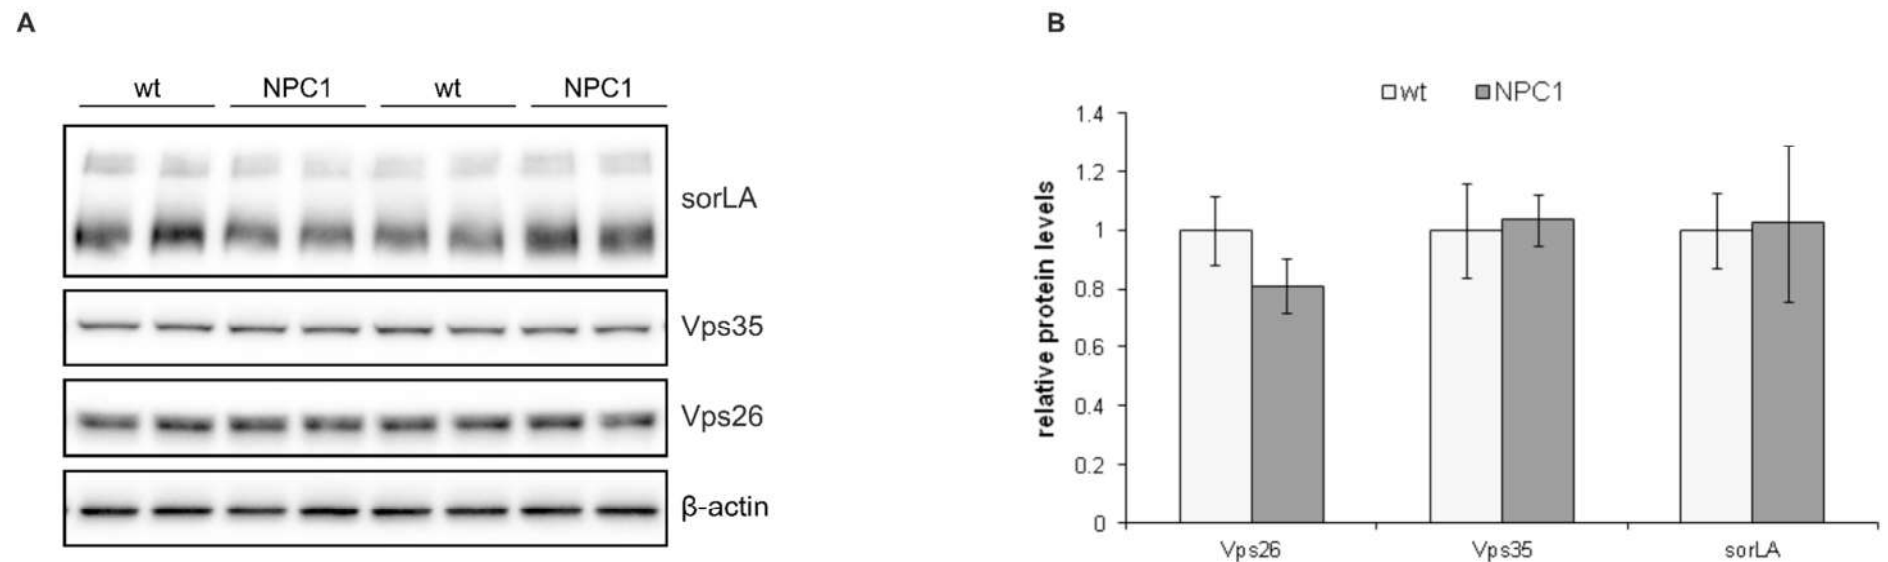 A
wt NPC1 wt NPC1
sorLA
Vps35
Vps26
β-actin
B
wt NPC1
relative protein levels
1.4
1.2
1
0.8
0.6
0.4
0.2
0
Vps26 Vps35 sorLA